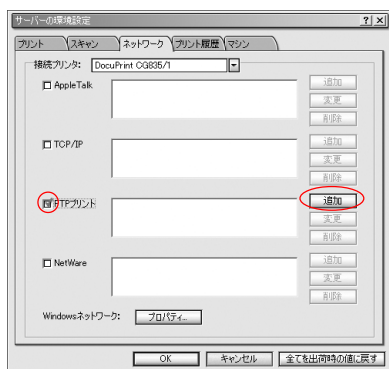 サーバーの環境設定
プリント スキャン ネットワーク プリント履歴 マシン
接続プリンタ: DocuPrint CG835/1
AppleTalk
追加
変更
削除
TCP/IP
追加
変更
削除
FTPプリント
追加
変更
削除
NetWare
追加
変更
削除
Windowsネットワーク: プロパティ...
OK キャンセル 全てを出荷時の値に戻す